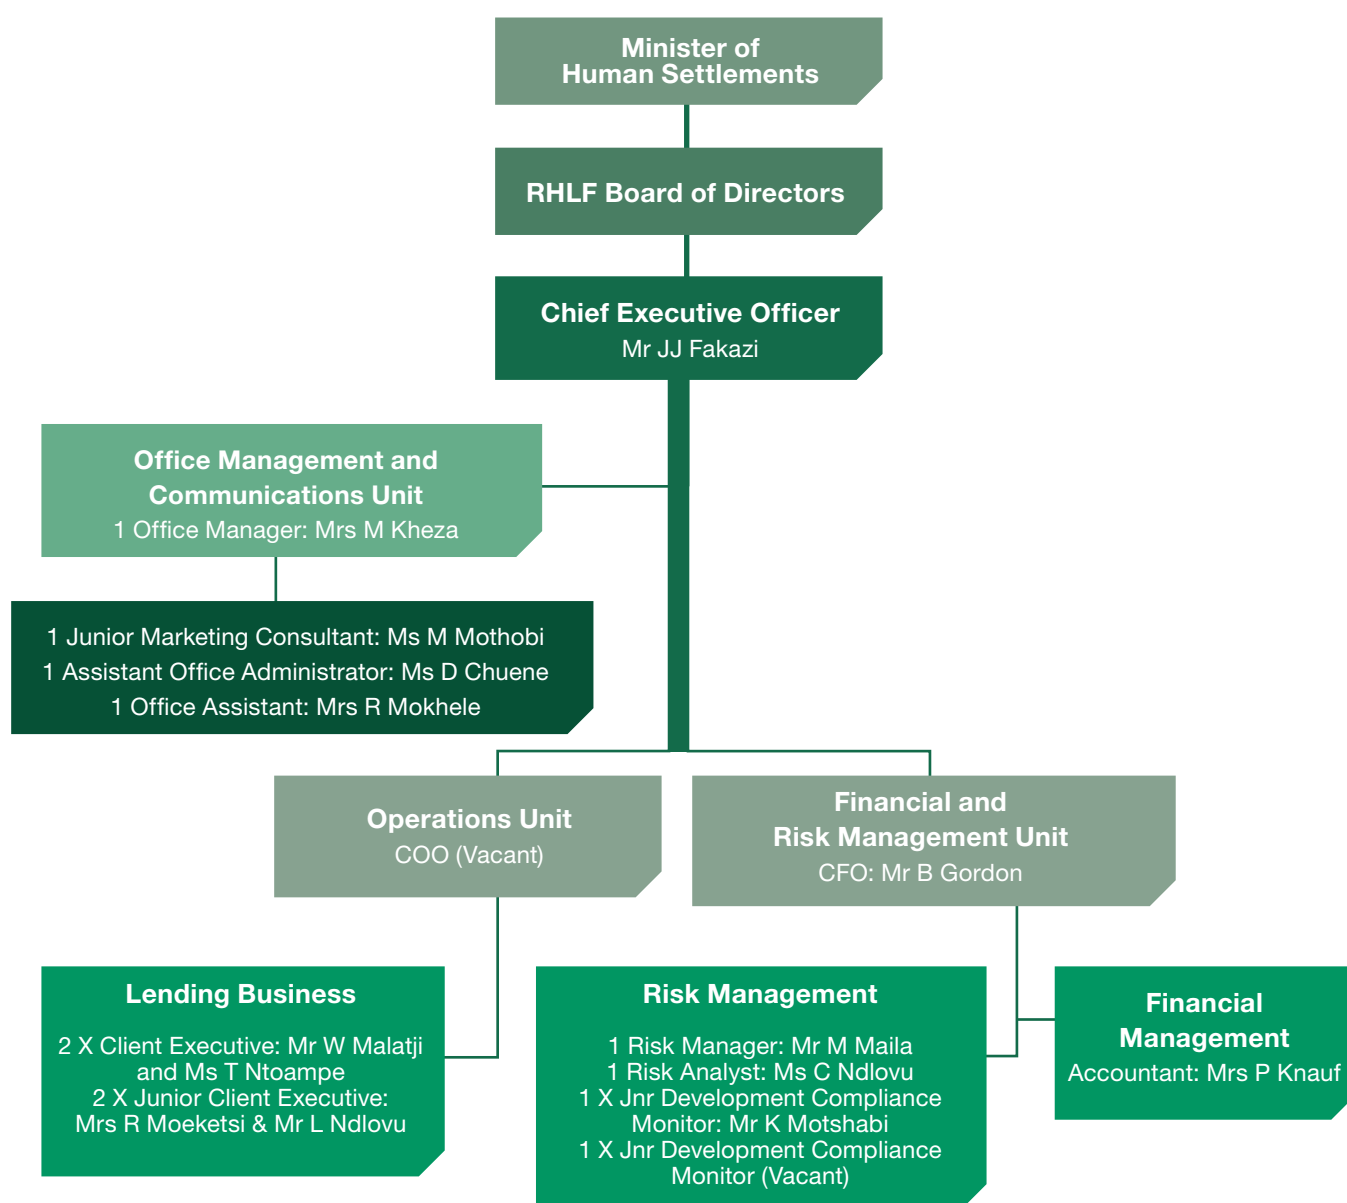 Minister of
Human Settlements
RHLF Board of Directors
Chief Executive Officer
Mr JJ Fakazi
Office Management and
Communications Unit
1 Office Manager: Mrs M Kheza
1 Junior Marketing Consultant: Ms M Mothobi
1 Assistant Office Administrator: Ms D Chuene
1 Office Assistant: Mrs R Mokhele
Operations Unit
COO (Vacant)
Financial and
Risk Management Unit
CFO: Mr B Gordon
Lending Business
2 X Client Executive: Mr W Malatji
and Ms T Ntoampe
2 X Junior Client Executive:
Mrs R Moeketsi & Mr L Ndlovu
Risk Management
1 Risk Manager: Mr M Maila
1 Risk Analyst: Ms C Ndlovu
1 X Jnr Development Compliance
Monitor: Mr K Motshabi
1 X Jnr Development Compliance
Monitor (Vacant)
Financial
Management
Accountant: Mrs P Knauf